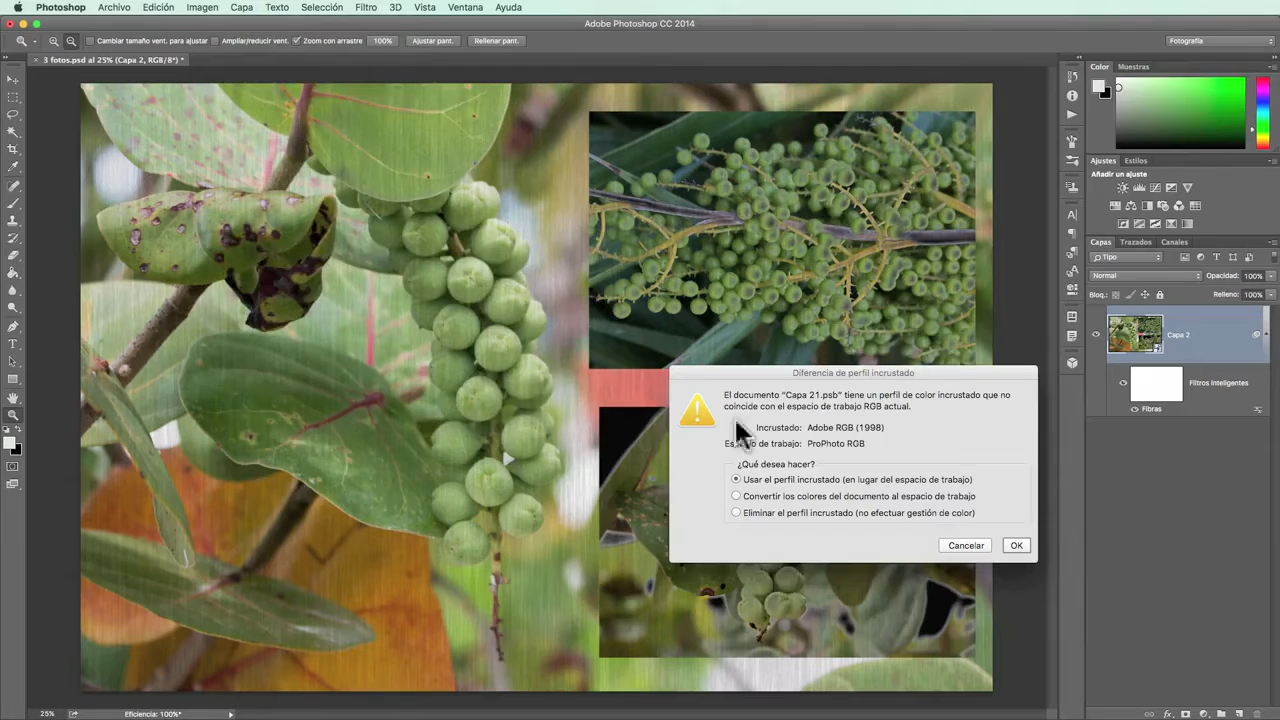 Photoshop Archivo Edición Imagen Capa Texto Selección Filtro 3D Vista Ventana Ayuda
Adobe Photoshop CC 2014
Cambiar tamaño vent. para ajustar Ampliar/reducir vent. Zoom con arrastre 100% Ajustar pant. Rellenar pant. Fotografía
3 fotos.psd al 25% (Capa 2, RGB/8*) *
Color Muestras
Ajustes Estilos
Añadir un ajuste
Capas Trazados Canales
Tipo
Normal Opacidad: 100%
Bloq.: Relleno: 100%
Capa 2
Filtros Inteligentes
Fibras
Diferencia de perfil incrustado
El documento “Capa 21.psb” tiene un perfil de color incrustado que no
coincide con el espacio de trabajo RGB actual.
Incrustado: Adobe RGB (1998)
de trabajo: ProPhoto RGB
¿Qué desea hacer?
Usar el perfil incrustado (en lugar del espacio de trabajo)
Convertir los colores del documento al espacio de trabajo
Eliminar el perfil incrustado (no efectuar gestión de color)
Cancelar OK
25% Eficiencia: 100%*